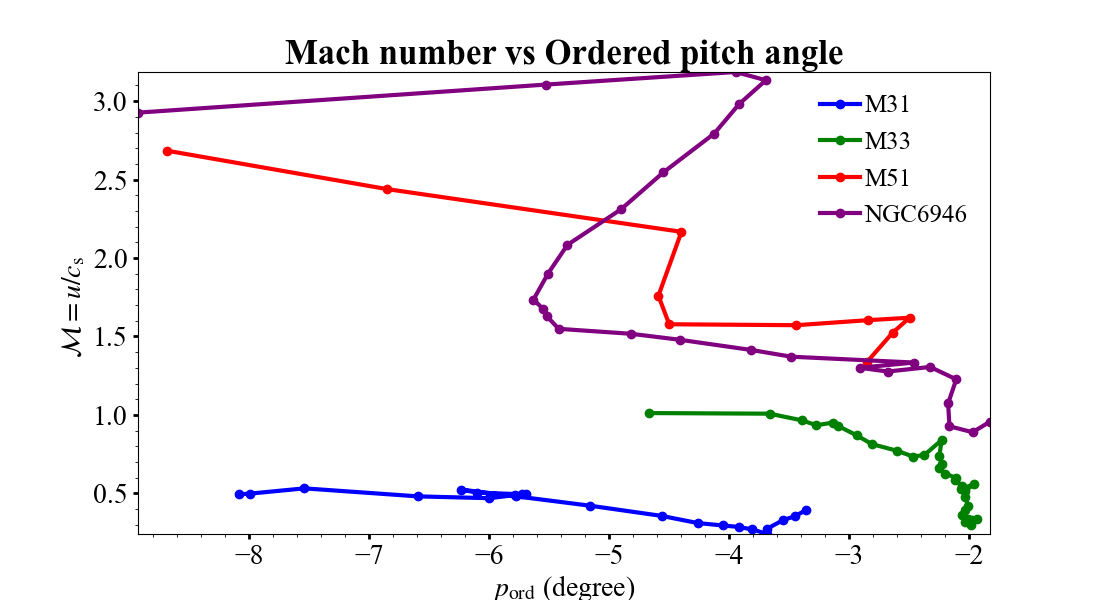 Mach number vs Ordered pitch angle
M31
M33
M51
NGC6946
3.0
2.5
2.0
1.5
1.0
0.5
ℳ = u/cₛ
−8 −7 −6 −5 −4 −3 −2
p_ord (degree)